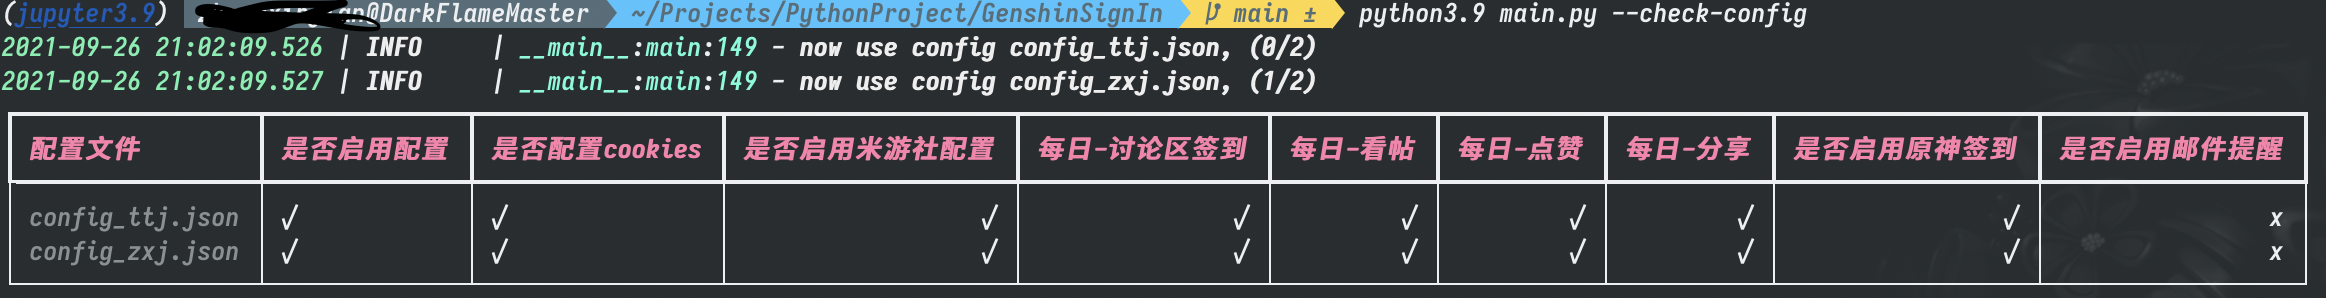 (jupyter3.9) @DarkFlameMaster ~/Projects/PythonProject/GenshinSignIn main ± python3.9 main.py --check-config
2021-09-26 21:02:09.526 | INFO     | __main__:main:149 - now use config config_ttj.json, (0/2)
2021-09-26 21:02:09.527 | INFO     | __main__:main:149 - now use config config_zxj.json, (1/2)
配置文件 是否启用配置 是否配置cookies 是否启用米游社配置 每日-讨论区签到 每日-看帖 每日-点赞 每日-分享 是否启用原神签到 是否启用邮件提醒
config_ttj.json √ √ √ √ √ √ √ √ x
config_zxj.json √ √ √ √ √ √ √ √ x